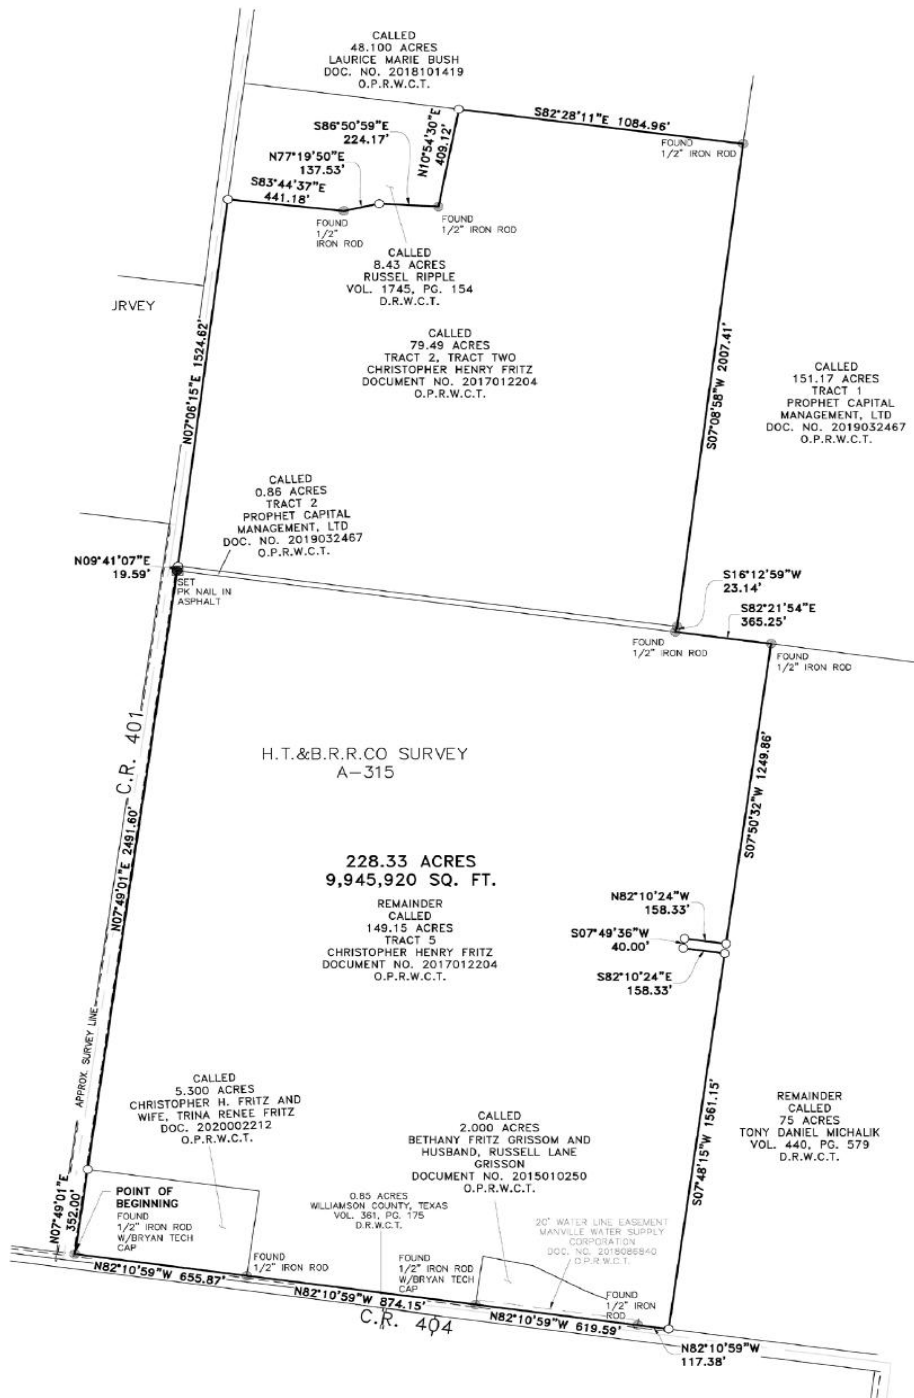 CALLED
48.100 ACRES
LAURICE MARIE BUSH
DOC. NO. 2018101419
O.P.R.W.C.T.
S82°28'11"E 1084.96'
FOUND
1/2" IRON ROD
N10°54'30"E
409.12'
S86°50'59"E
224.17'
N77°19'50"E
137.53'
S83°44'37"E
441.18'
FOUND
1/2"
IRON ROD
FOUND
1/2" IRON ROD
CALLED
8.43 ACRES
RUSSEL RIPPLE
VOL. 1745, PG. 154
D.R.W.C.T.
JRVEY
N07°06'15"E 1524.62'
CALLED
79.49 ACRES
TRACT 2, TRACT TWO
CHRISTOPHER HENRY FRITZ
DOCUMENT NO. 2017012204
O.P.R.W.C.T.
S07°08'58"W 2007.41'
CALLED
151.17 ACRES
TRACT 1
PROPHET CAPITAL
MANAGEMENT, LTD
DOC. NO. 2019032467
O.P.R.W.C.T.
CALLED
0.86 ACRES
TRACT 2
PROPHET CAPITAL
MANAGEMENT, LTD
DOC. NO. 2019032467
O.P.R.W.C.T.
N09°41'07"E
19.59'
SET
PK NAIL IN
ASPHALT
S16°12'59"W
23.14'
S82°21'54"E
365.25'
FOUND
1/2" IRON ROD
FOUND
1/2" IRON ROD
C.R. 401
H.T.&B.R.R.CO SURVEY
A-315
S07°50'32"W 1249.86'
N07°49'01"E 2491.60'
228.33 ACRES
9,945,920 SQ. FT.
REMAINDER
CALLED
149.15 ACRES
TRACT 5
CHRISTOPHER HENRY FRITZ
DOCUMENT NO. 2017012204
O.P.R.W.C.T.
N82°10'24"W
158.33'
S07°49'36"W
40.00'
S82°10'24"E
158.33'
APPROX. SURVEY LINE
CALLED
5.300 ACRES
CHRISTOPHER H. FRITZ AND
WIFE, TRINA RENEE FRITZ
DOC. 2020002212
O.P.R.W.C.T.
CALLED
2.000 ACRES
BETHANY FRITZ GRISSOM AND
HUSBAND, RUSSELL LANE
GRISSON
DOCUMENT NO. 2015010250
O.P.R.W.C.T.
S07°48'15"W 1561.15'
REMAINDER
CALLED
75 ACRES
TONY DANIEL MICHALIK
VOL. 440, PG. 579
D.R.W.C.T.
N07°49'01"E
352.00'
POINT OF
BEGINNING
FOUND
1/2" IRON ROD
W/BRYAN TECH
CAP
0.85 ACRES
WILLIAMSON COUNTY, TEXAS
VOL. 361, PG. 175
D.R.W.C.T.
20' WATER LINE EASEMENT
MANVILLE WATER SUPPLY
CORPORATION
DOC. NO. 2018086840
O.P.R.W.C.T.
FOUND
1/2" IRON ROD
FOUND
1/2" IRON ROD
W/BRYAN TECH
CAP
FOUND
1/2" IRON
ROD
N82°10'59"W 655.87'
N82°10'59"W 874.15'
N82°10'59"W 619.59'
N82°10'59"W
117.38'
C.R. 404